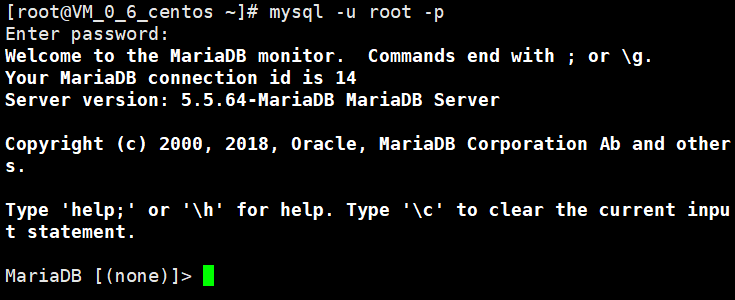 [root@VM_0_6_centos ~]# mysql -u root -p
Enter password:
Welcome to the MariaDB monitor.  Commands end with ; or \g.
Your MariaDB connection id is 14
Server version: 5.5.64-MariaDB MariaDB Server
Copyright (c) 2000, 2018, Oracle, MariaDB Corporation Ab and other
s.
Type 'help;' or '\h' for help. Type '\c' to clear the current inpu
t statement.
MariaDB [(none)]>